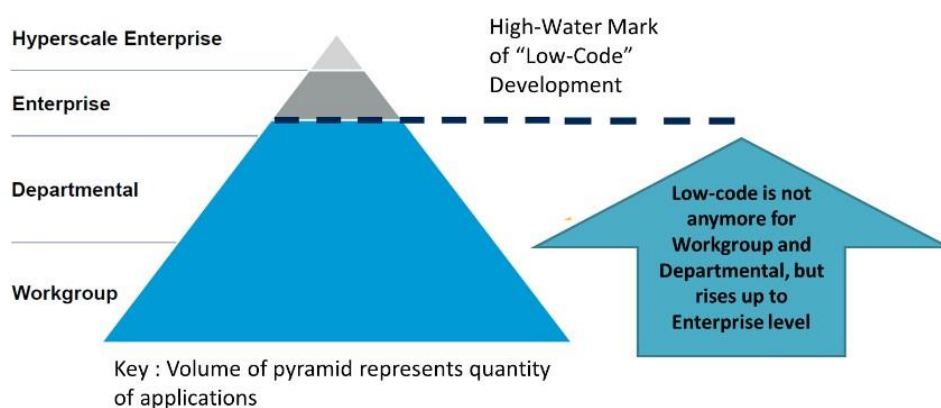 Hyperscale Enterprise
Enterprise
Departmental
Workgroup
High-Water Mark
of “Low-Code”
Development
Low-code is not
anymore for
Workgroup and
Departmental, but
rises up to
Enterprise level
Key : Volume of pyramid represents quantity
of applications